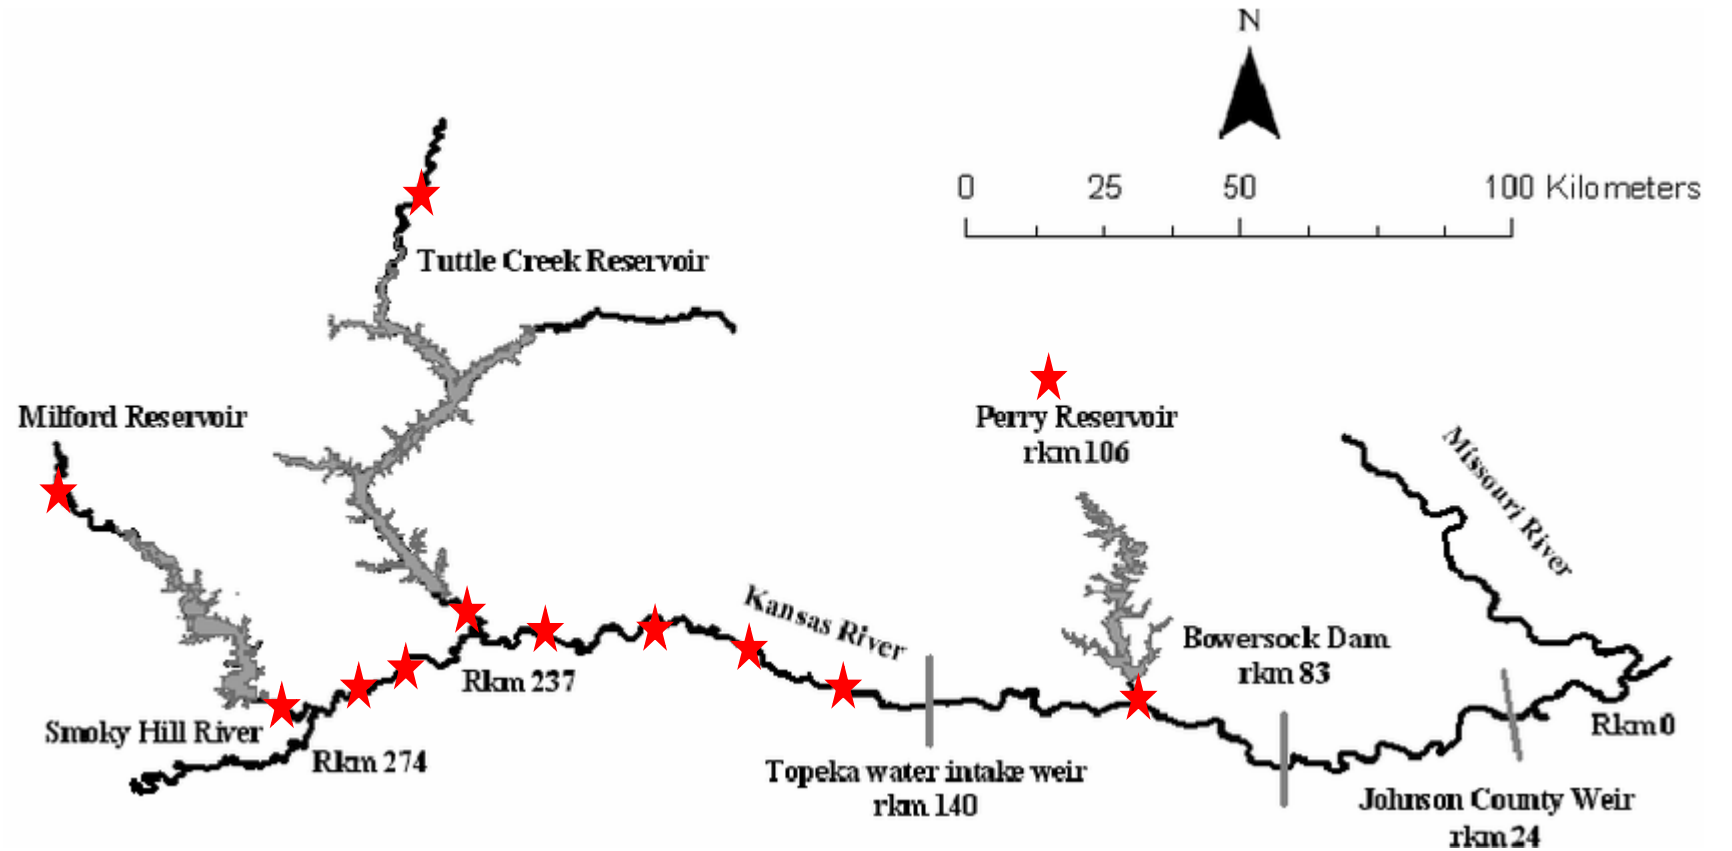 N
0 25 50 100 Kilometers
Tuttle Creek Reservoir
Milford Reservoir
Perry Reservoir
rkm 106
Missouri River
Kansas River
Bowersock Dam
rkm 83
Rkm 237
Smoky Hill River
Rkm 274
Rkm 0
Topeka water intake weir
rkm 140
Johnson County Weir
rkm 24